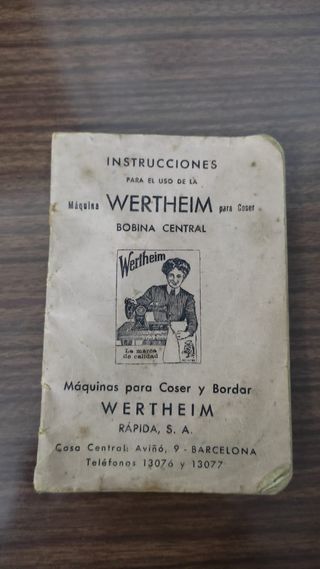 INSTRUCCIONES
PARA EL USO DE LA
Máquina WERTHEIM para Coser
BOBINA CENTRAL
Wertheim
La marca
de calidad
Máquinas para Coser y Bordar
WERTHEIM
RÁPIDA, S. A.
Casa Central: Aviñó, 9 - BARCELONA
Teléfonos 13076 y 13077